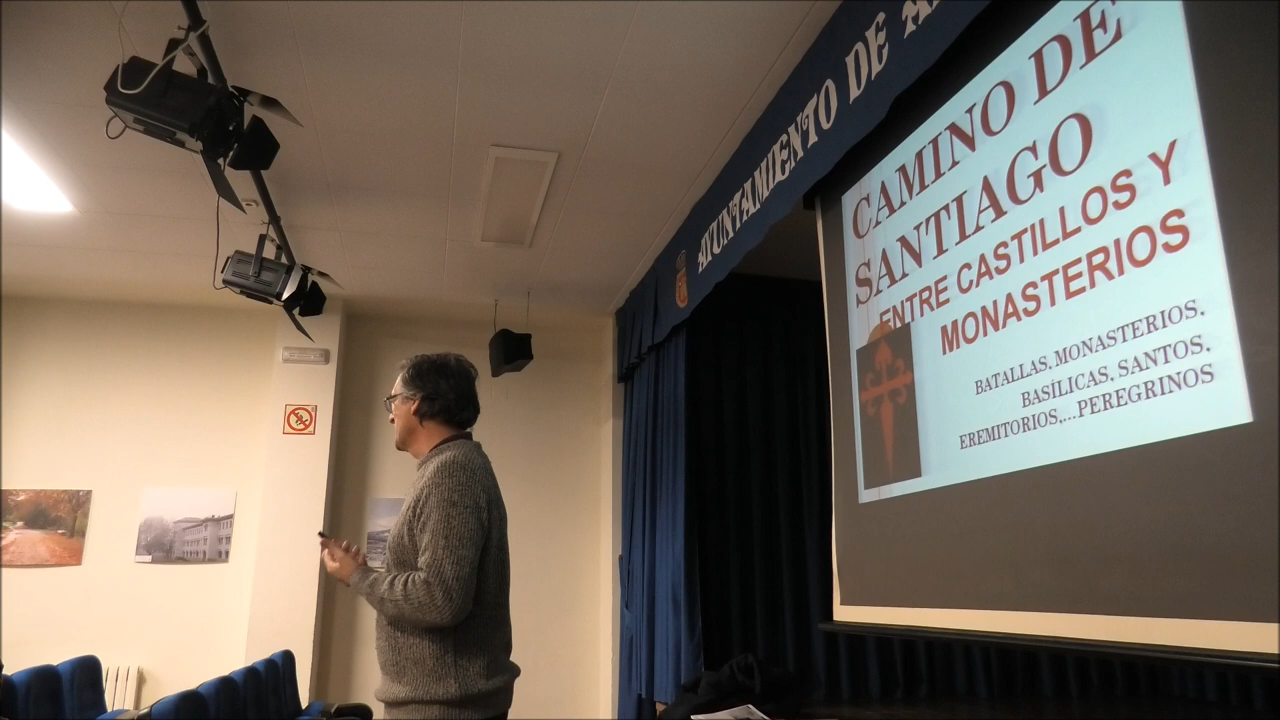 AYUNTAMIENTO DE
CAMINO DE
SANTIAGO
ENTRE CASTILLOS Y
MONASTERIOS
BATALLAS, MONASTERIOS,
BASÍLICAS, SANTOS,
EREMITORIOS,...PEREGRINOS